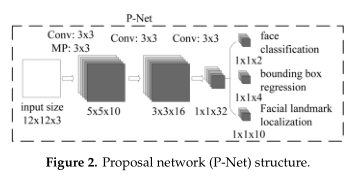 P-Net
Conv: 3x3
MP: 3x3
Conv: 3x3
Conv: 3x3
face
classification
1x1x2
bounding box
regression
1x1x4
Facial landmark
localization
1x1x10
input size
12x12x3
5x5x10
3x3x16
1x1x32
Figure 2. Proposal network (P-Net) structure.